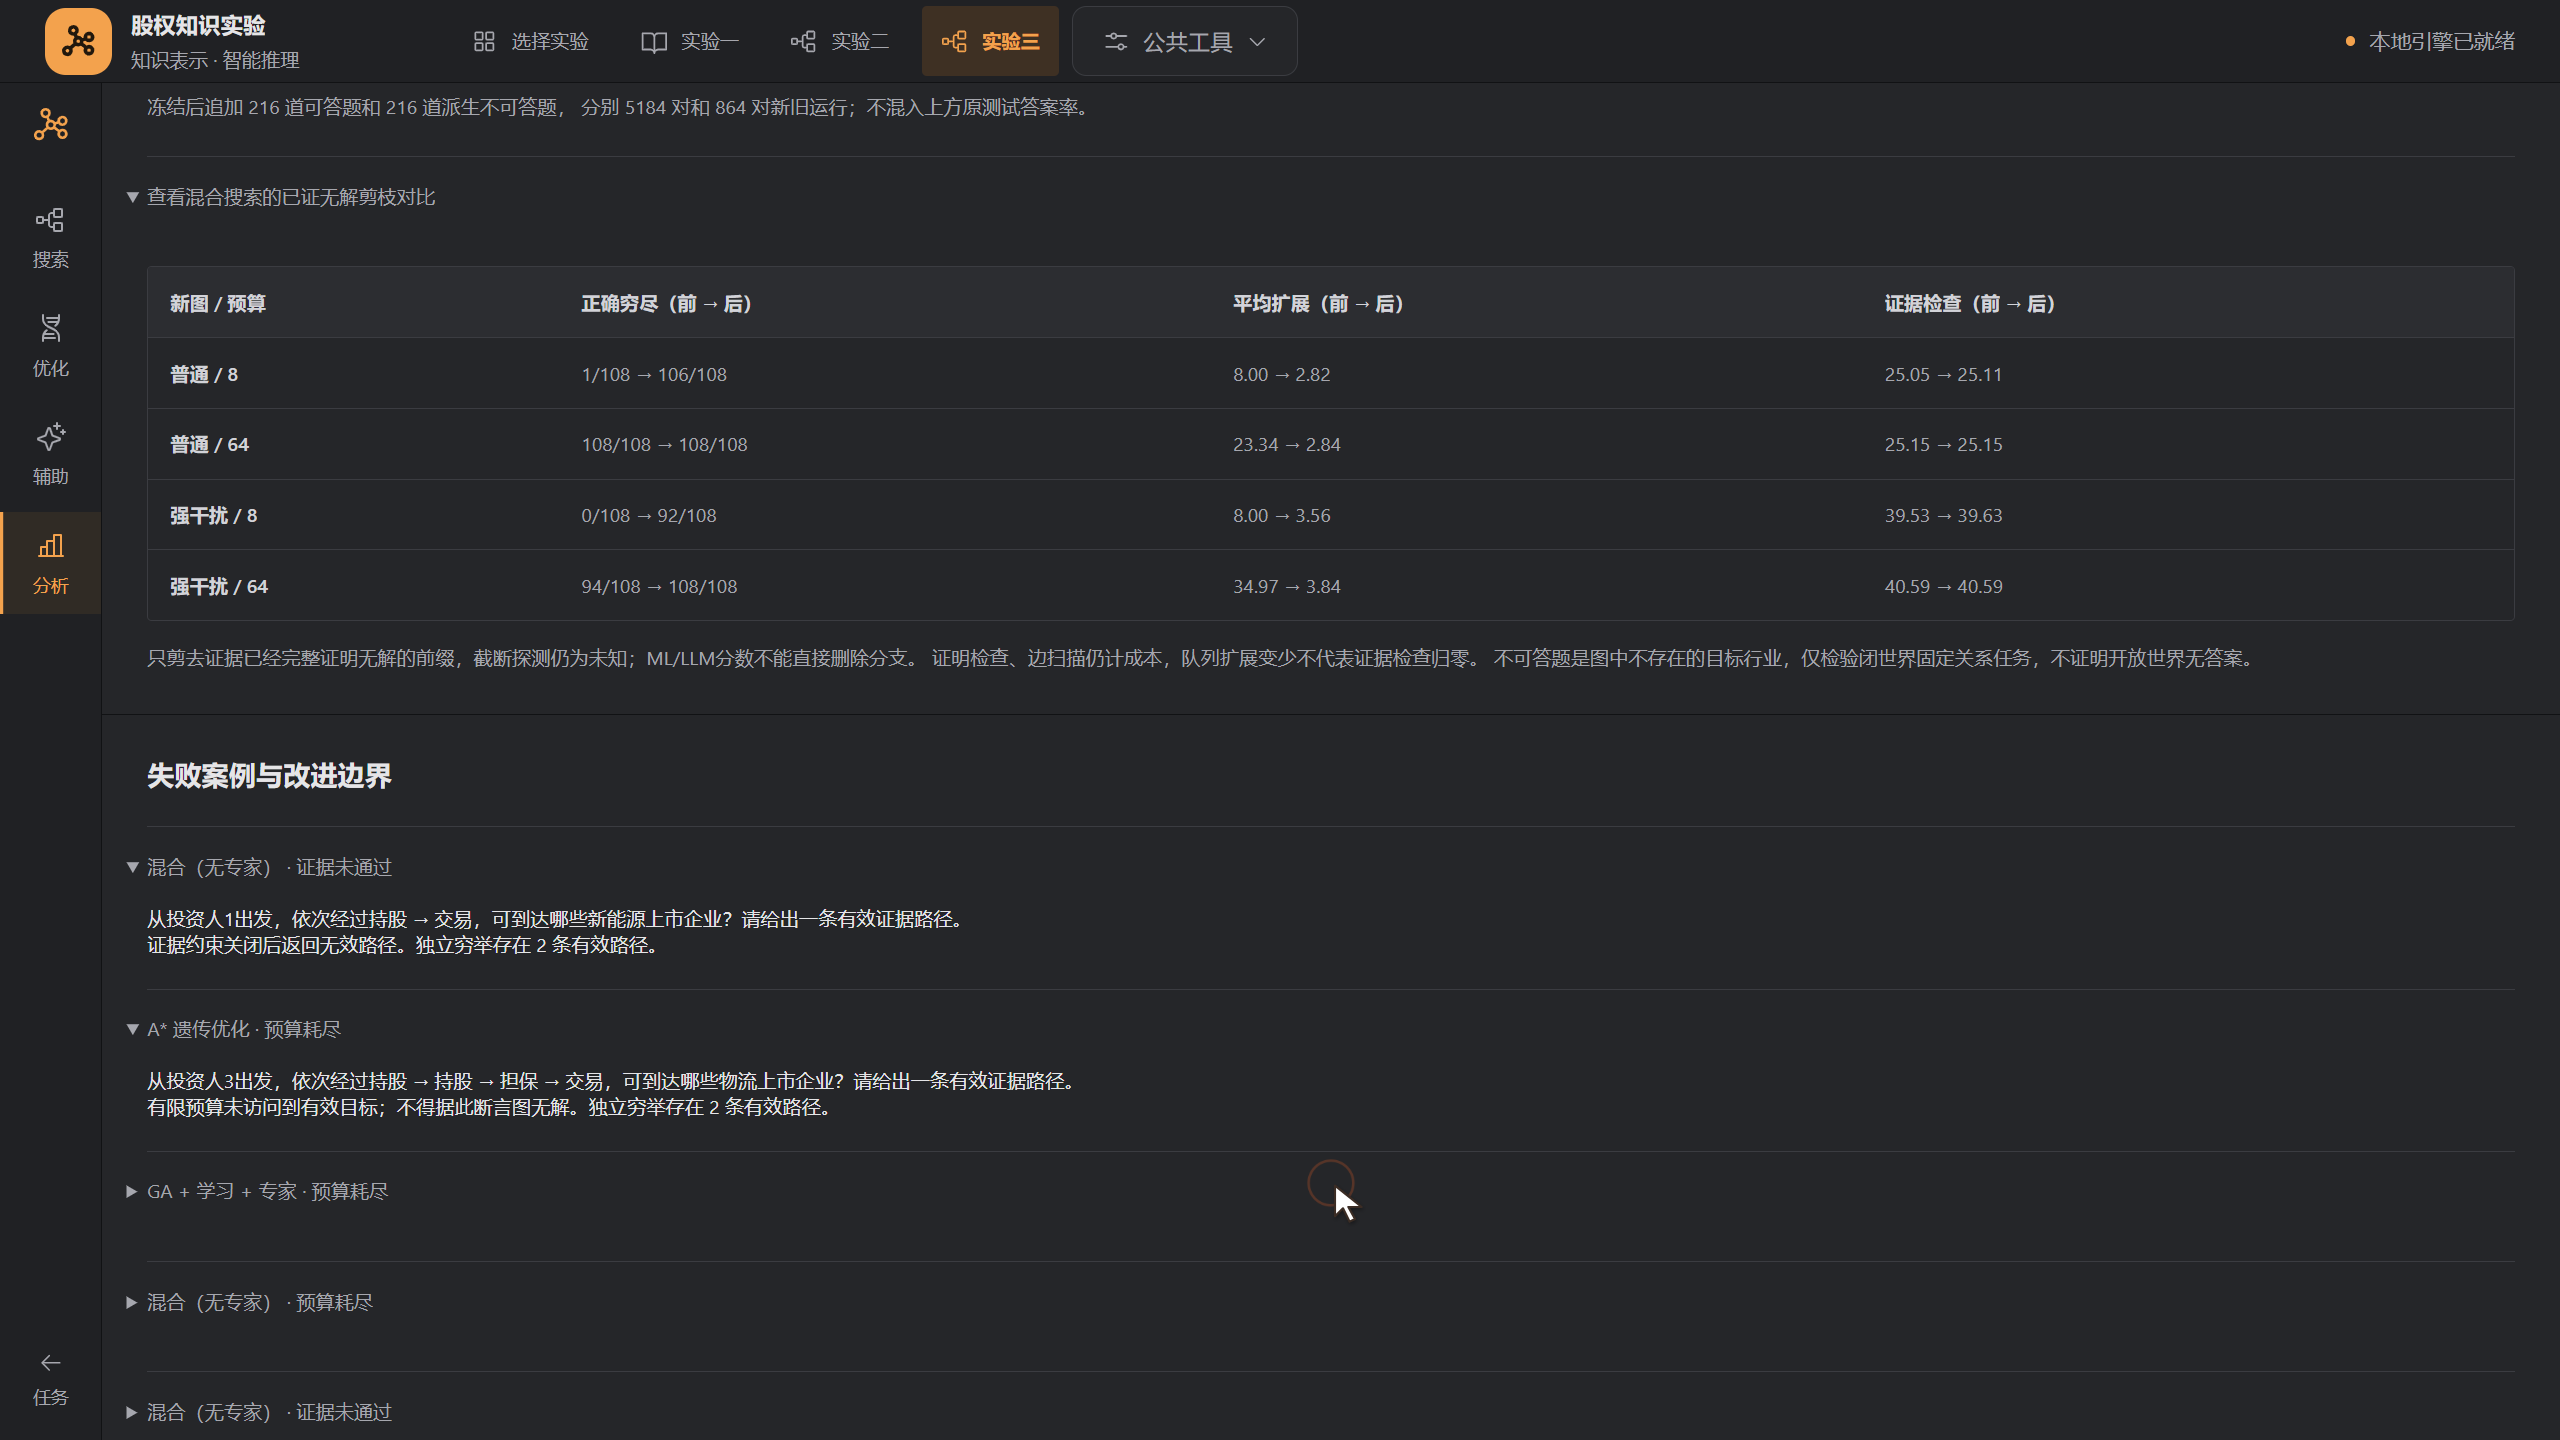 股权知识实验
知识表示 · 智能推理
选择实验
实验一
实验二
实验三
公共工具
本地引擎已就绪
搜索
优化
辅助
分析
任务
冻结后追加 216 道可答题和 216 道派生不可答题， 分别 5184 对和 864 对新旧运行；不混入上方原测试答案率。
查看混合搜索的已证无解剪枝对比
新图 / 预算 正确穷尽（前 → 后） 平均扩展（前 → 后） 证据检查（前 → 后）
普通 / 8 1/108 → 106/108 8.00 → 2.82 25.05 → 25.11
普通 / 64 108/108 → 108/108 23.34 → 2.84 25.15 → 25.15
强干扰 / 8 0/108 → 92/108 8.00 → 3.56 39.53 → 39.63
强干扰 / 64 94/108 → 108/108 34.97 → 3.84 40.59 → 40.59
只剪去证据已经完整证明无解的前缀，截断探测仍为未知；ML/LLM分数不能直接删除分支。 证明检查、边扫描仍计成本，队列扩展变少不代表证据检查归零。 不可答题是图中不存在的目标行业，仅检验闭世界固定关系任务，不证明开放世界无答案。
失败案例与改进边界
混合（无专家） · 证据未通过
从投资人1出发，依次经过持股 → 交易，可到达哪些新能源上市企业？请给出一条有效证据路径。
证据约束关闭后返回无效路径。独立穷举存在 2 条有效路径。
A* 遗传优化 · 预算耗尽
从投资人3出发，依次经过持股 → 持股 → 担保 → 交易，可到达哪些物流上市企业？请给出一条有效证据路径。
有限预算未访问到有效目标；不得据此断言图无解。独立穷举存在 2 条有效路径。
GA + 学习 + 专家 · 预算耗尽
混合（无专家） · 预算耗尽
混合（无专家） · 证据未通过